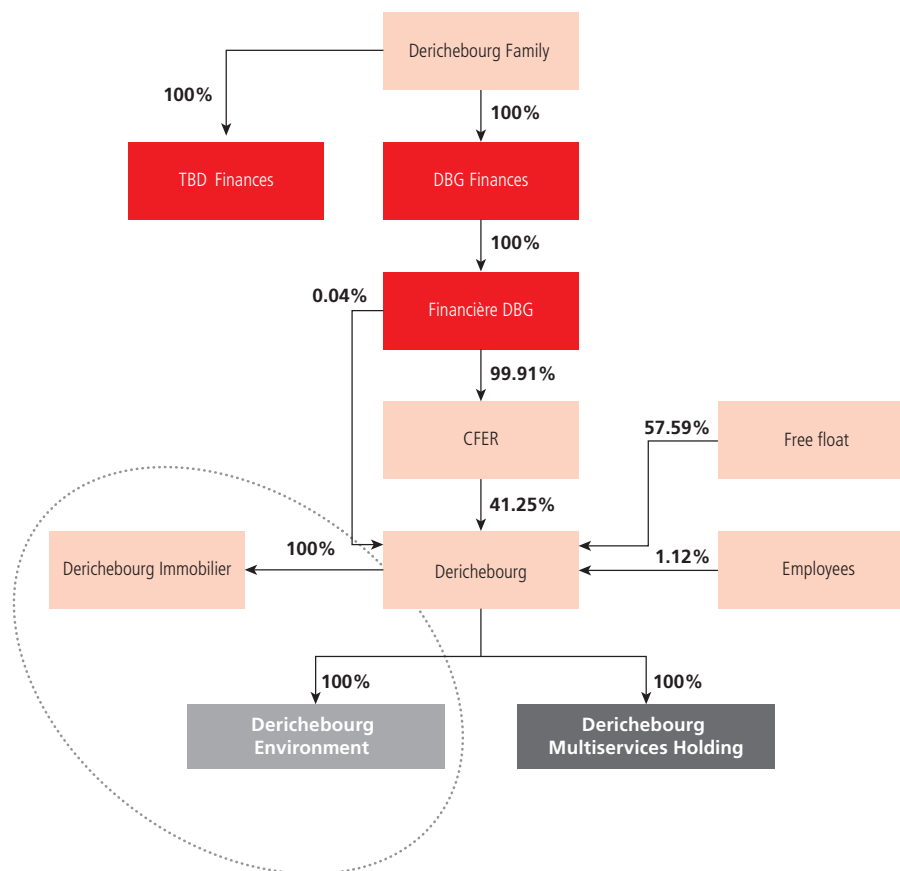 Derichebourg Family
100%
100%
TBD Finances
DBG Finances
100%
0.04%
Financière DBG
99.91%
CFER
57.59%
Free float
41.25%
Derichebourg Immobilier
100%
Derichebourg
1.12%
Employees
100%
100%
Derichebourg
Environment
Derichebourg
Multiservices Holding